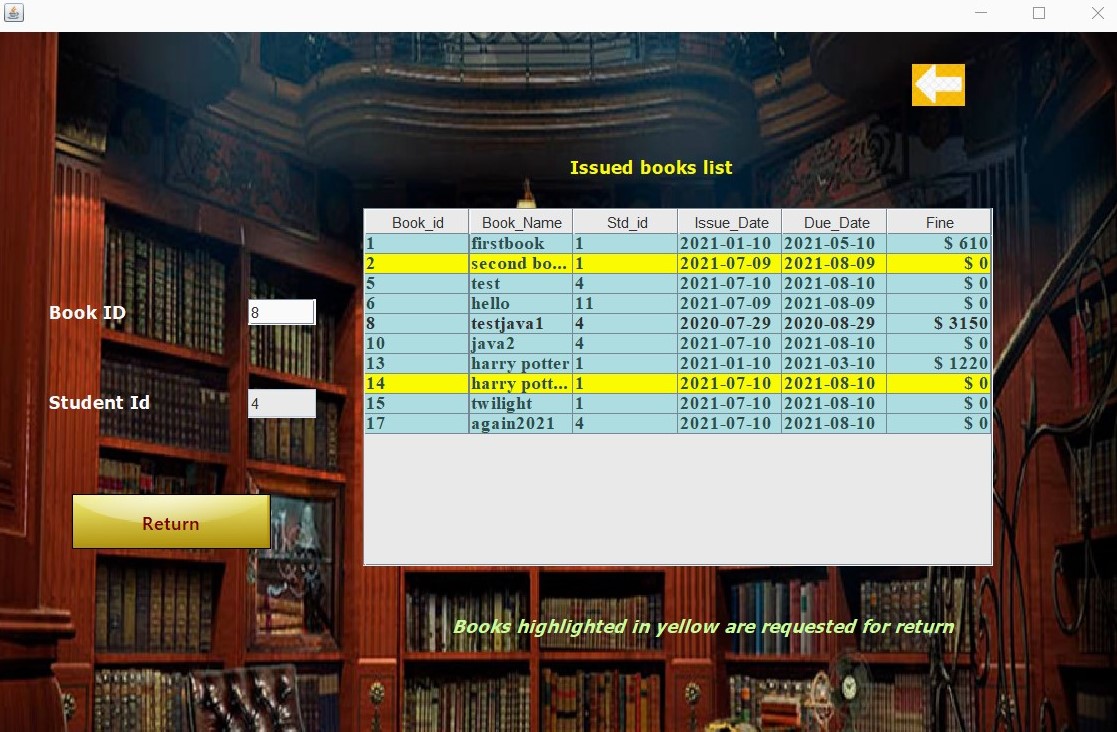 Issued books list
Book_id Book_Name Std_id Issue_Date Due_Date Fine
1 firstbook 1 2021-01-10 2021-05-10 $ 610
2 second bo... 1 2021-07-09 2021-08-09 $ 0
5 test 4 2021-07-10 2021-08-10 $ 0
6 hello 11 2021-07-09 2021-08-09 $ 0
8 testjava1 4 2020-07-29 2020-08-29 $ 3150
10 java2 4 2021-07-10 2021-08-10 $ 0
13 harry potter 1 2021-01-10 2021-03-10 $ 1220
14 harry pott... 1 2021-07-10 2021-08-10 $ 0
15 twilight 1 2021-07-10 2021-08-10 $ 0
17 again2021 4 2021-07-10 2021-08-10 $ 0
Book ID 8
Student Id 4
Return
Books highlighted in yellow are requested for return